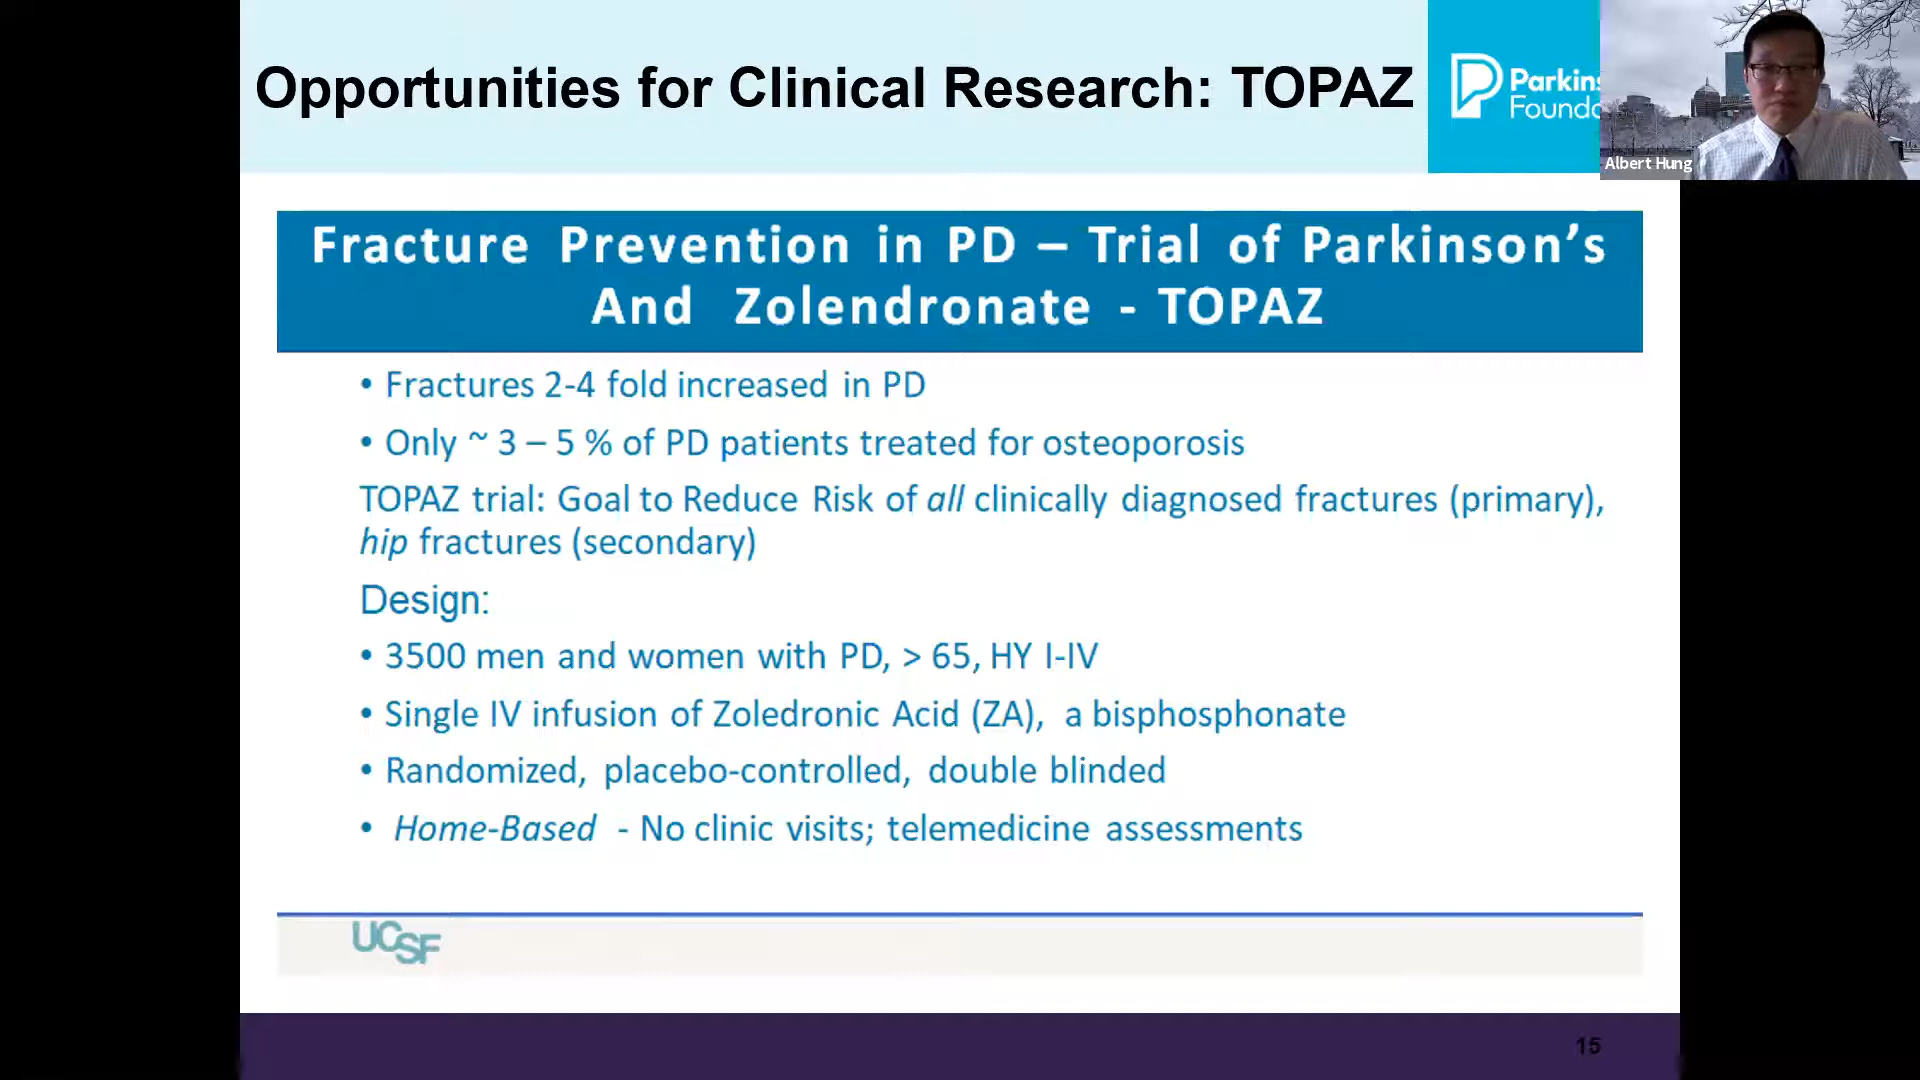 Opportunities for Clinical Research: TOPAZ
Parkins
Founda
Albert Hung
Fracture Prevention in PD – Trial of Parkinson’s
And Zolendronate - TOPAZ
• Fractures 2-4 fold increased in PD
• Only ~ 3 – 5 % of PD patients treated for osteoporosis
TOPAZ trial: Goal to Reduce Risk of all clinically diagnosed fractures (primary),
hip fractures (secondary)
Design:
• 3500 men and women with PD, > 65, HY I-IV
• Single IV infusion of Zoledronic Acid (ZA), a bisphosphonate
• Randomized, placebo-controlled, double blinded
• Home-Based - No clinic visits; telemedicine assessments
UCSF
15